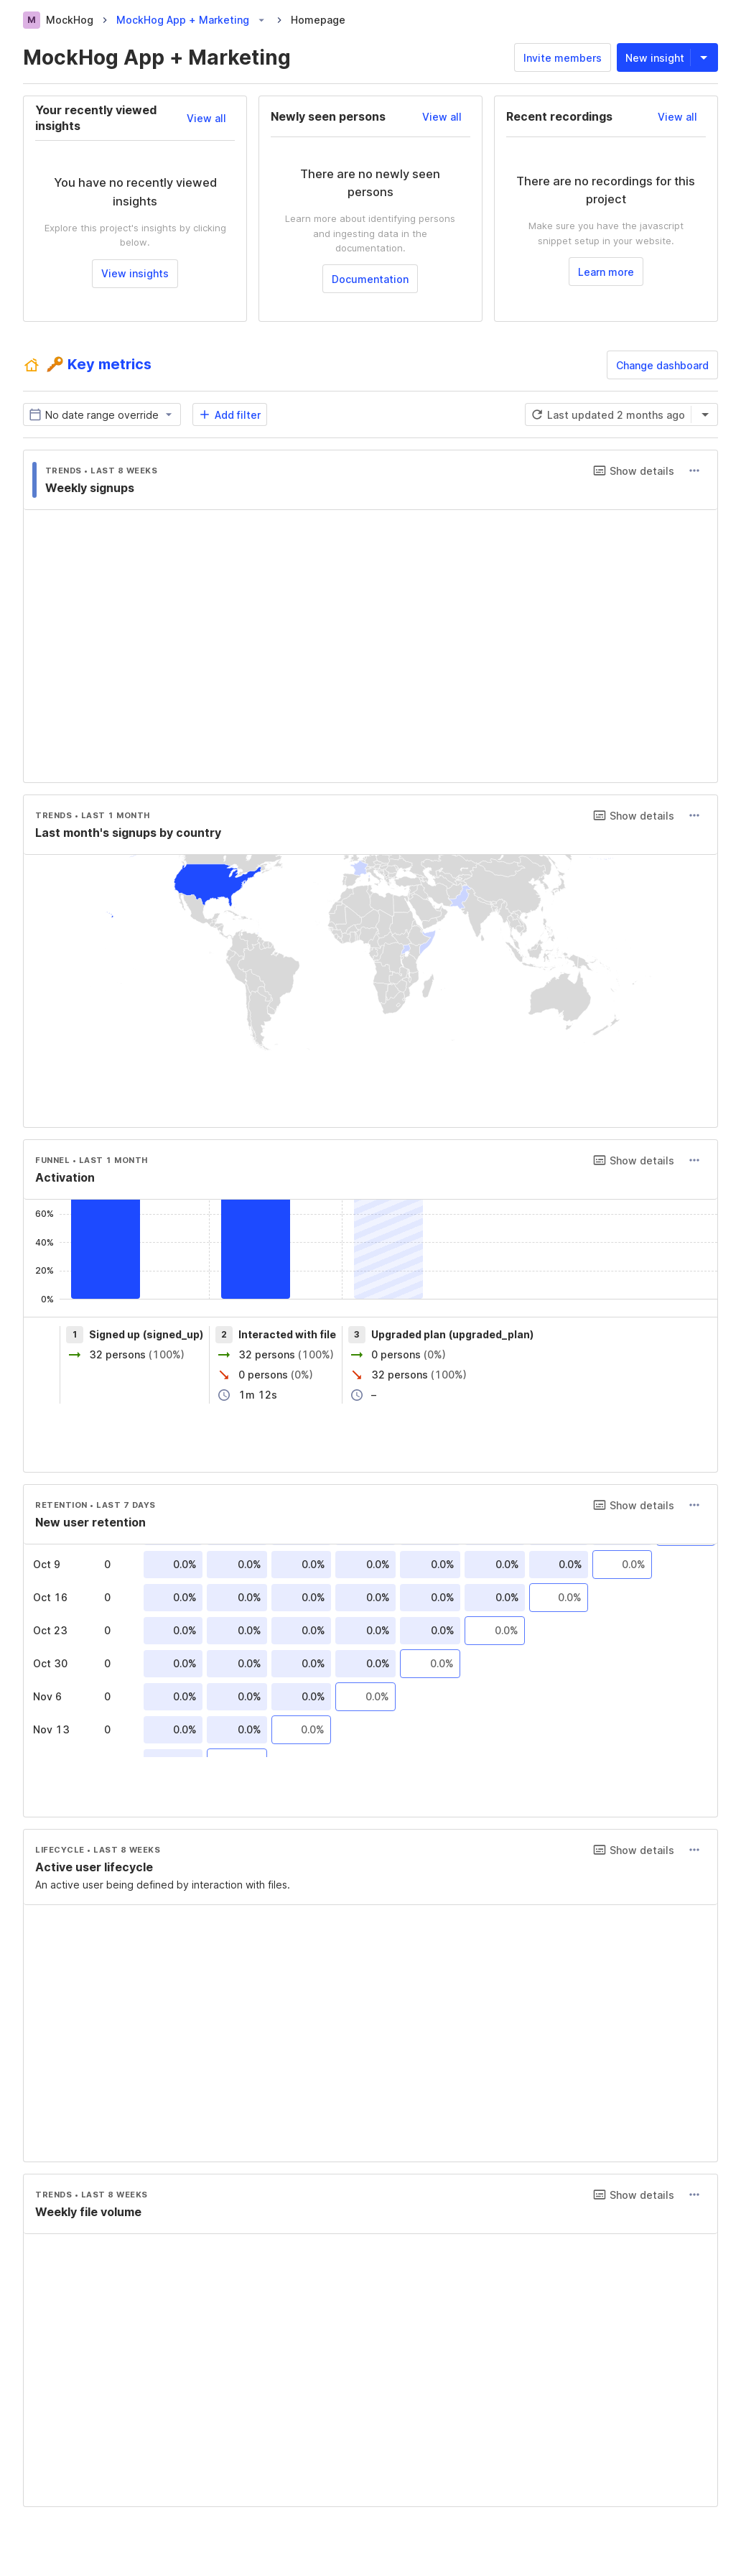 M MockHog > MockHog App + Marketing > Homepage
MockHog App + Marketing
Invite members
New insight
Your recently viewed
insights
View all
You have no recently viewed
insights
Explore this project's insights by clicking
below.
View insights
Newly seen persons
View all
There are no newly seen
persons
Learn more about identifying persons
and ingesting data in the
documentation.
Documentation
Recent recordings
View all
There are no recordings for this
project
Make sure you have the javascript
snippet setup in your website.
Learn more
🔑 Key metrics
Change dashboard
No date range override
Add filter
Last updated 2 months ago
TRENDS • LAST 8 WEEKS
Show details
Weekly signups
TRENDS • LAST 1 MONTH
Show details
Last month's signups by country
FUNNEL • LAST 1 MONTH
Show details
Activation
60%
40%
20%
0%
1 Signed up (signed_up)
32 persons (100%)
2 Interacted with file
32 persons (100%)
0 persons (0%)
1m 12s
3 Upgraded plan (upgraded_plan)
0 persons (0%)
32 persons (100%)
–
RETENTION • LAST 7 DAYS
Show details
New user retention
Oct 9 0 0.0% 0.0% 0.0% 0.0% 0.0% 0.0% 0.0% 0.0%
Oct 16 0 0.0% 0.0% 0.0% 0.0% 0.0% 0.0% 0.0%
Oct 23 0 0.0% 0.0% 0.0% 0.0% 0.0% 0.0%
Oct 30 0 0.0% 0.0% 0.0% 0.0% 0.0%
Nov 6 0 0.0% 0.0% 0.0% 0.0%
Nov 13 0 0.0% 0.0% 0.0%
LIFECYCLE • LAST 8 WEEKS
Show details
Active user lifecycle
An active user being defined by interaction with files.
TRENDS • LAST 8 WEEKS
Show details
Weekly file volume